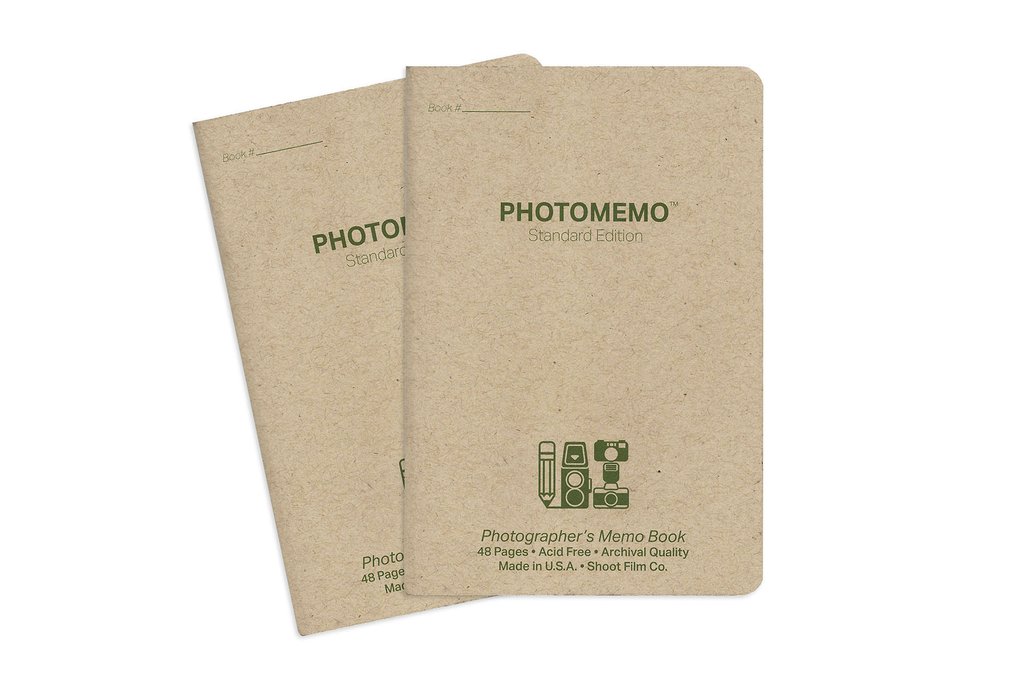 Book #
PHOTOMEMO™
Standard Edition
Photographer's Memo Book
48 Pages • Acid Free • Archival Quality
Made in U.S.A. • Shoot Film Co.
Book #
PHOTO
Standard
Photo
48 Page
Mad